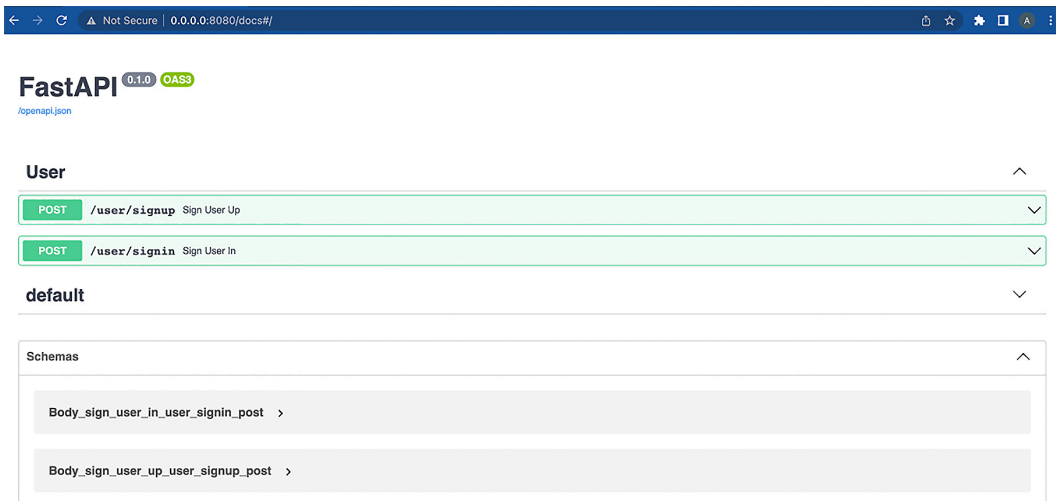 Not Secure | 0.0.0.0:8080/docs#/
A
FastAPI 0.1.0 OAS3
/openapi.json
User
POST /user/signup Sign User Up
POST /user/signin Sign User In
default
Schemas
Body_sign_user_in_user_signin_post
Body_sign_user_up_user_signup_post